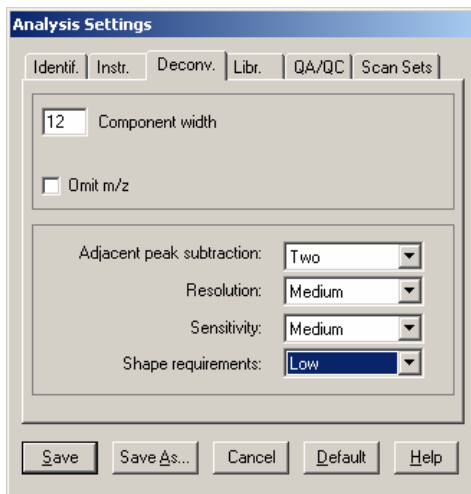 Analysis Settings
Identif. Instr. Deconv. Libr. QA/QC Scan Sets
12 Component width
Omit m/z
Adjacent peak subtraction: Two
Resolution: Medium
Sensitivity: Medium
Shape requirements: Low
Save Save As... Cancel Default Help